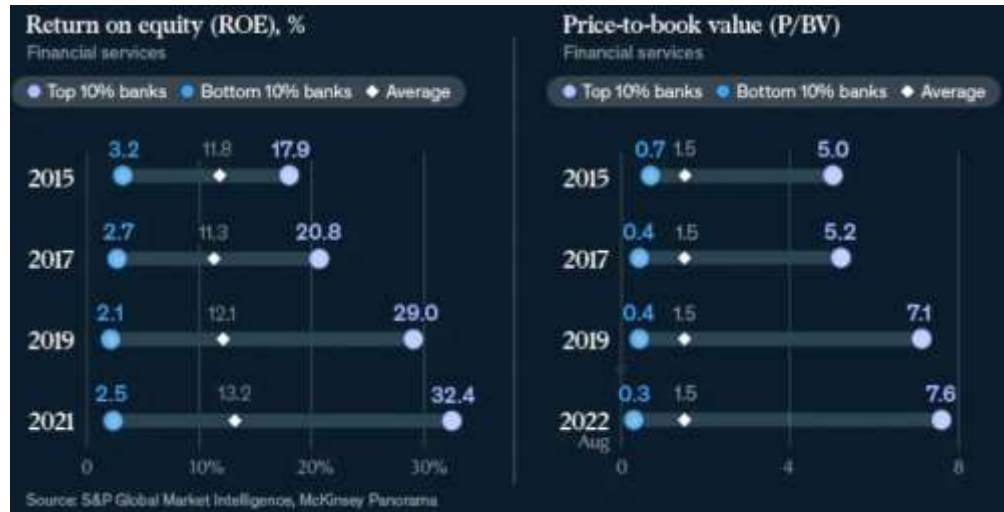 Return on equity (ROE), %
Financial services
Top 10% banks Bottom 10% banks Average
3.2 11.8 17.9
2015
2.7 11.3 20.8
2017
2.1 12.1 29.0
2019
2.5 13.2 32.4
2021
0 10% 20% 30%
Price-to-book value (P/BV)
Financial services
Top 10% banks Bottom 10% banks Average
0.7 1.5 5.0
2015
0.4 1.5 5.2
2017
0.4 1.5 7.1
2019
0.3 1.5 7.6
2022
Aug
0 4 8
Source: S&P Global Market Intelligence, McKinsey Panorama